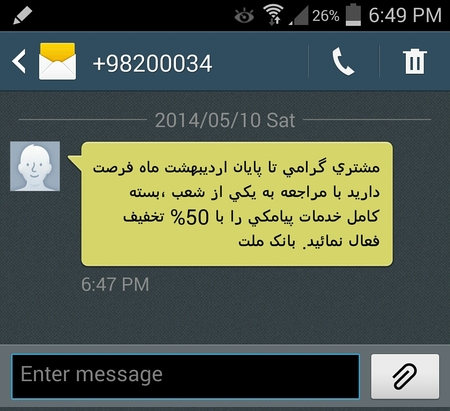 26% 6:49 PM
+98200034
2014/05/10 Sat
مشتري گرامي تا پايان ارديبهشت ماه فرصت
داريد با مراجعه به يكي از شعب ،بسته
كامل خدمات پيامكي را با 50% تخفيف
فعال نمائيد. بانک ملت
6:47 PM
Enter message